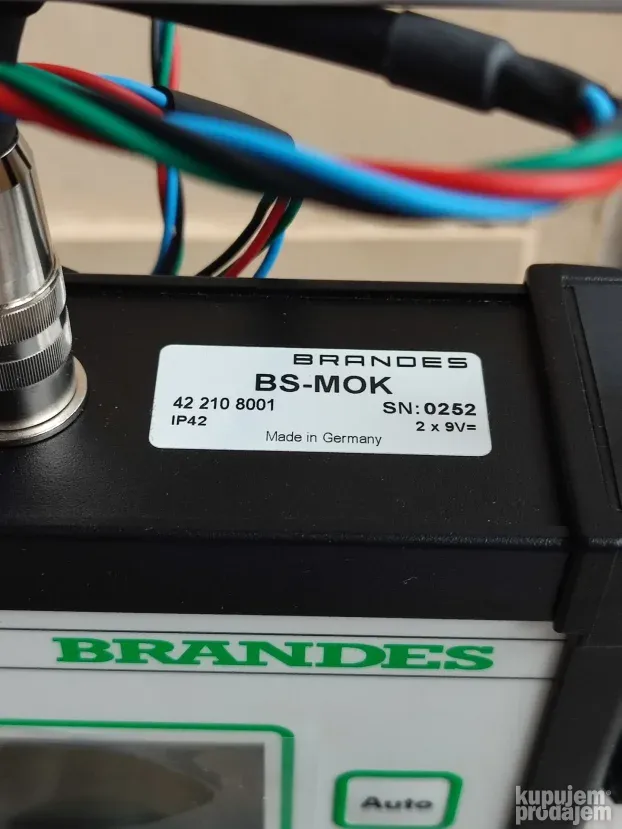 BRANDES
BS-MOK
42 210 8001 SN: 0252
IP42 2 x 9V=
Made in Germany
BRANDES
Auto
kupujem
prodajem